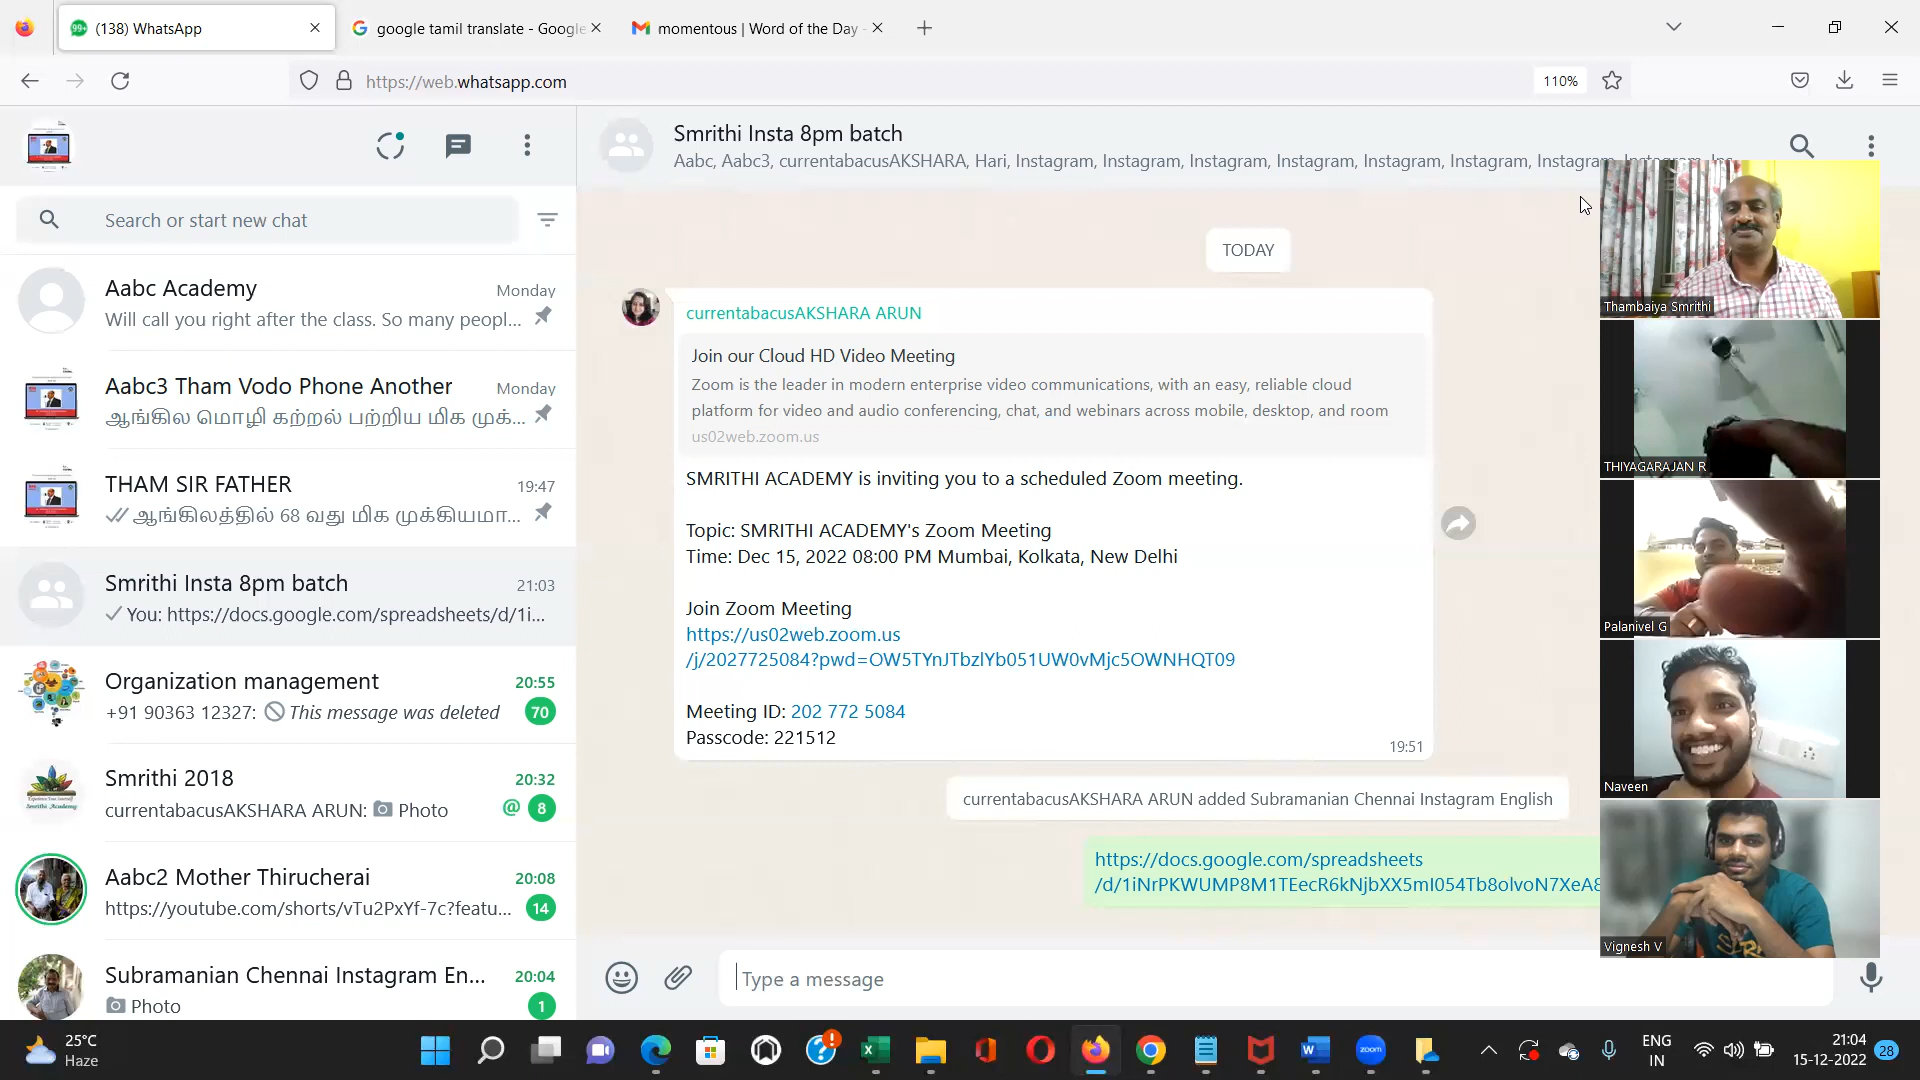 (138) WhatsApp
google tamil translate - Google
momentous | Word of the Day -
https://web.whatsapp.com
110%
Search or start new chat
Aabc Academy
Monday
Will call you right after the class. So many peopl...
Aabc3 Tham Vodo Phone Another
Monday
ஆங்கில மொழி கற்றல் பற்றிய மிக முக்...
THAM SIR FATHER
19:47
ஆங்கிலத்தில் 68 வது மிக முக்கியமா...
Smrithi Insta 8pm batch
21:03
You: https://docs.google.com/spreadsheets/d/1i...
Organization management
20:55
+91 90363 12327: This message was deleted
70
Smrithi 2018
20:32
currentabacusAKSHARA ARUN: Photo
@ 8
Aabc2 Mother Thirucherai
20:08
https://youtube.com/shorts/vTu2PxYf-7c?featu...
14
Subramanian Chennai Instagram En...
20:04
Photo
1
Smrithi Insta 8pm batch
Aabc, Aabc3, currentabacusAKSHARA, Hari, Instagram, Instagram, Instagram, Instagram, Instagram, Instagram, Instagram,
TODAY
currentabacusAKSHARA ARUN
Join our Cloud HD Video Meeting
Zoom is the leader in modern enterprise video communications, with an easy, reliable cloud
platform for video and audio conferencing, chat, and webinars across mobile, desktop, and room
us02web.zoom.us
SMRITHI ACADEMY is inviting you to a scheduled Zoom meeting.
Topic: SMRITHI ACADEMY's Zoom Meeting
Time: Dec 15, 2022 08:00 PM Mumbai, Kolkata, New Delhi
Join Zoom Meeting
https://us02web.zoom.us
/j/2027725084?pwd=OW5TYnJTbzlYb051UW0vMjc5OWNHQT09
Meeting ID: 202 772 5084
Passcode: 221512
19:51
currentabacusAKSHARA ARUN added Subramanian Chennai Instagram English
https://docs.google.com/spreadsheets
/d/1iNrPKWUMP8M1TEecR6kNjbXX5mI054Tb8olvoN7XeA8
Type a message
Thambaiya Smrithi
THIYAGARAJAN R
Palanivel G
Naveen
Vignesh V
25°C
Haze
zoom
ENG
IN
21:04
15-12-2022
28